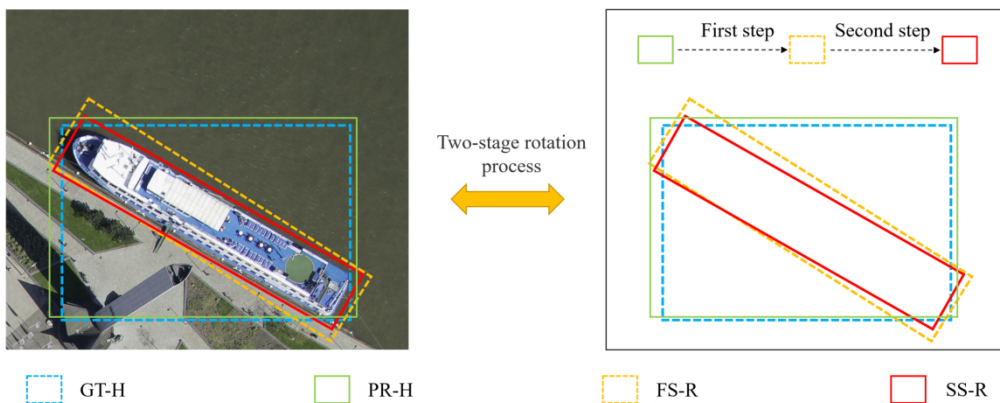 First step
Second step
Two-stage rotation
process
GT-H
PR-H
FS-R
SS-R